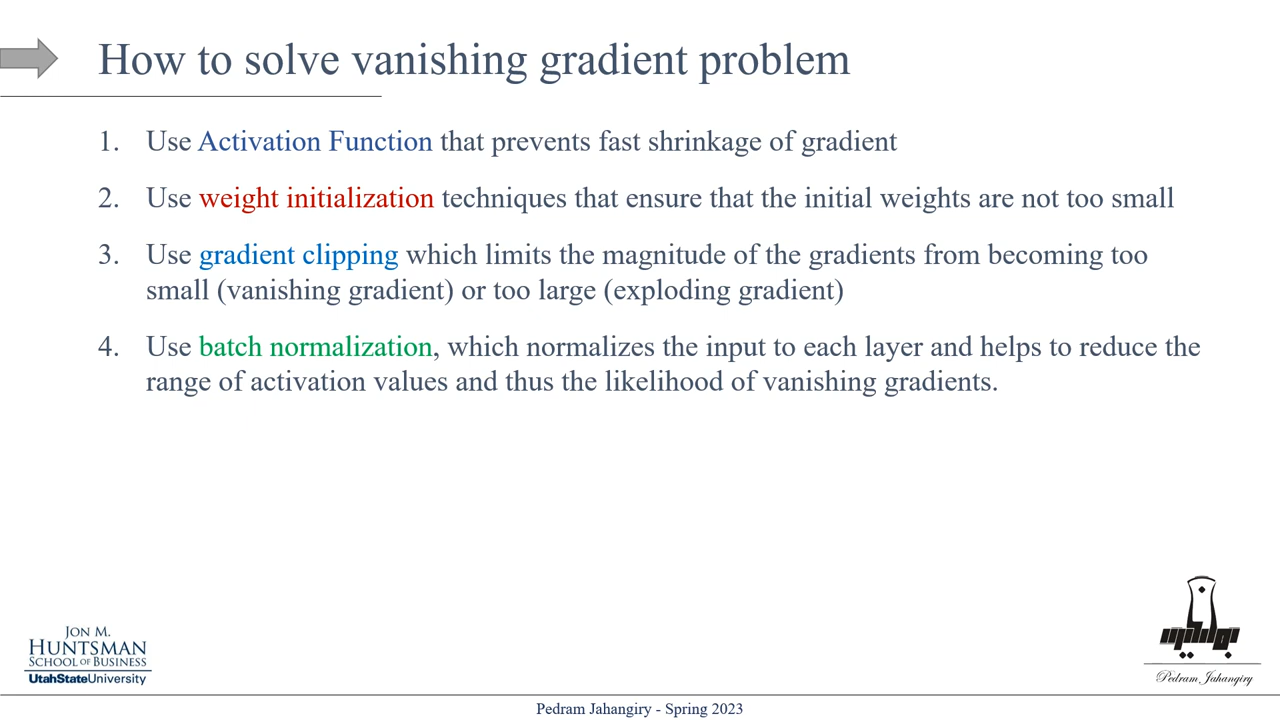 How to solve vanishing gradient problem
1. Use Activation Function that prevents fast shrinkage of gradient
2. Use weight initialization techniques that ensure that the initial weights are not too small
3. Use gradient clipping which limits the magnitude of the gradients from becoming too
small (vanishing gradient) or too large (exploding gradient)
4. Use batch normalization, which normalizes the input to each layer and helps to reduce the
range of activation values and thus the likelihood of vanishing gradients.
JON M.
HUNTSMAN
SCHOOL OF BUSINESS
UtahStateUniversity
Pedram Jahangiry
Pedram Jahangiry - Spring 2023